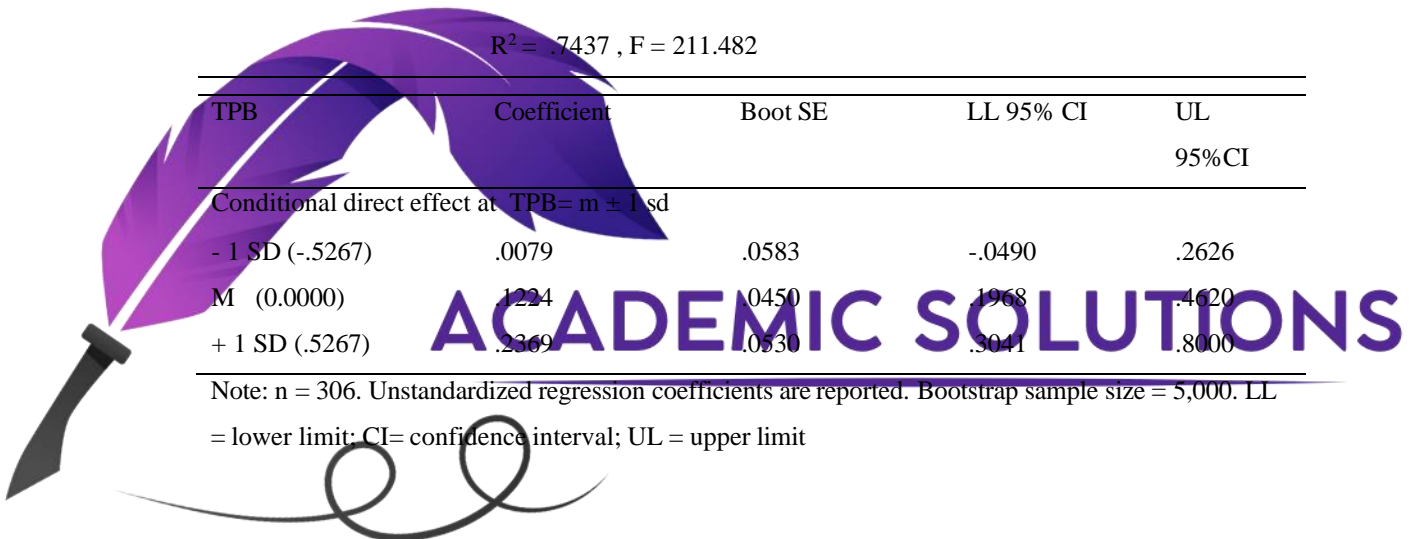 R² = .7437 , F = 211.482
TPB Coefficient Boot SE LL 95% CI UL
95%CI
Conditional direct effect at TPB= m ± 1 sd
- 1 SD (-.5267) .0079 .0583 -.0490 .2626
M (0.0000) .1224 .0450 .1968 .4620
+ 1 SD (.5267) .2369 .0530 .3041 .8000
ACADEMIC SOLUTIONS
Note: n = 306. Unstandardized regression coefficients are reported. Bootstrap sample size = 5,000. LL
= lower limit; CI= confidence interval; UL = upper limit